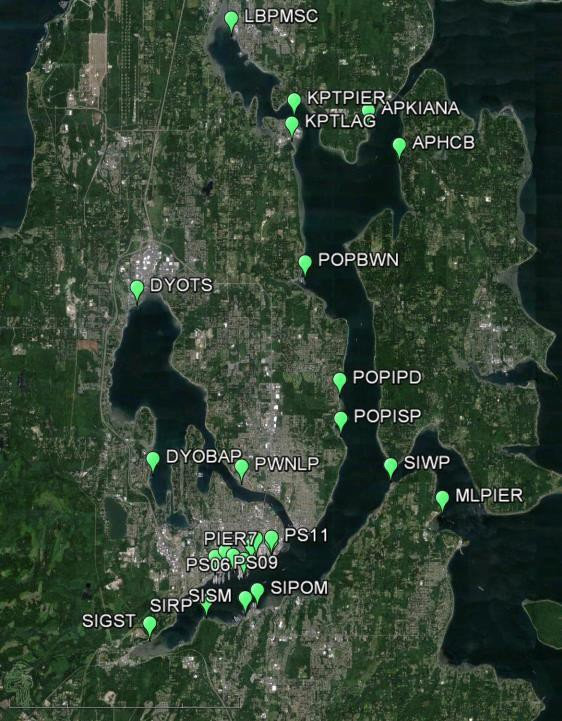 LBPMSC
KPTPIER
APKIANA
KPTLAG
APHCB
POPBWN
DYOTS
POPIPD
POPISP
DYOBAP
PWNLP
SIWP
MLPIER
PIER7
PS11
PS06
PS09
SIPOM
SISM
SIRP
SIGST